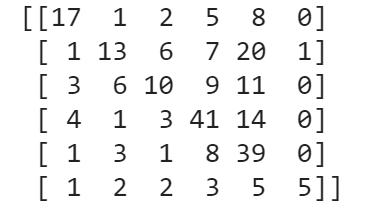 [[17 1 2 5 8 0]
[ 1 13 6 7 20 1]
[ 3 6 10 9 11 0]
[ 4 1 3 41 14 0]
[ 1 3 1 8 39 0]
[ 1 2 2 3 5 5]]